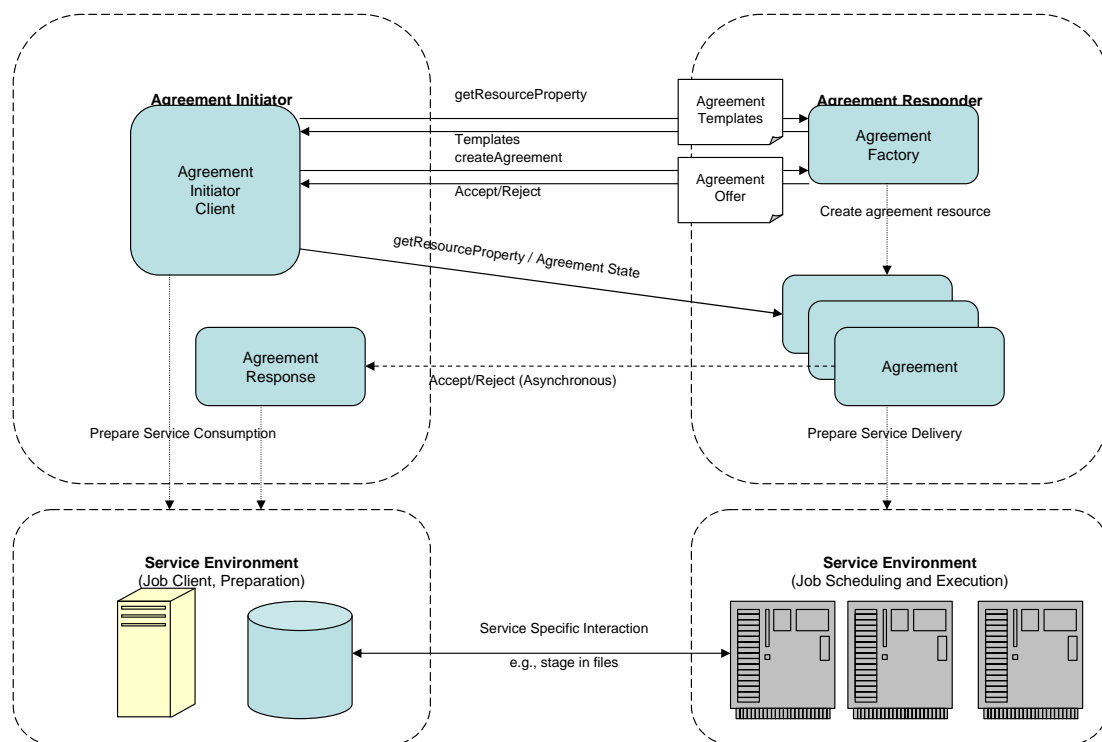 Agreement Initiator
Agreement Responder
getResourceProperty
Agreement
Templates
Agreement
Factory
Templates
createAgreement
Agreement
Initiator
Client
Accept/Reject
Agreement
Offer
Create agreement resource
getResourceProperty / Agreement State
Agreement
Response
Accept/Reject (Asynchronous)
Agreement
Prepare Service Consumption
Prepare Service Delivery
Service Environment
(Job Client, Preparation)
Service Environment
(Job Scheduling and Execution)
Service Specific Interaction
e.g., stage in files